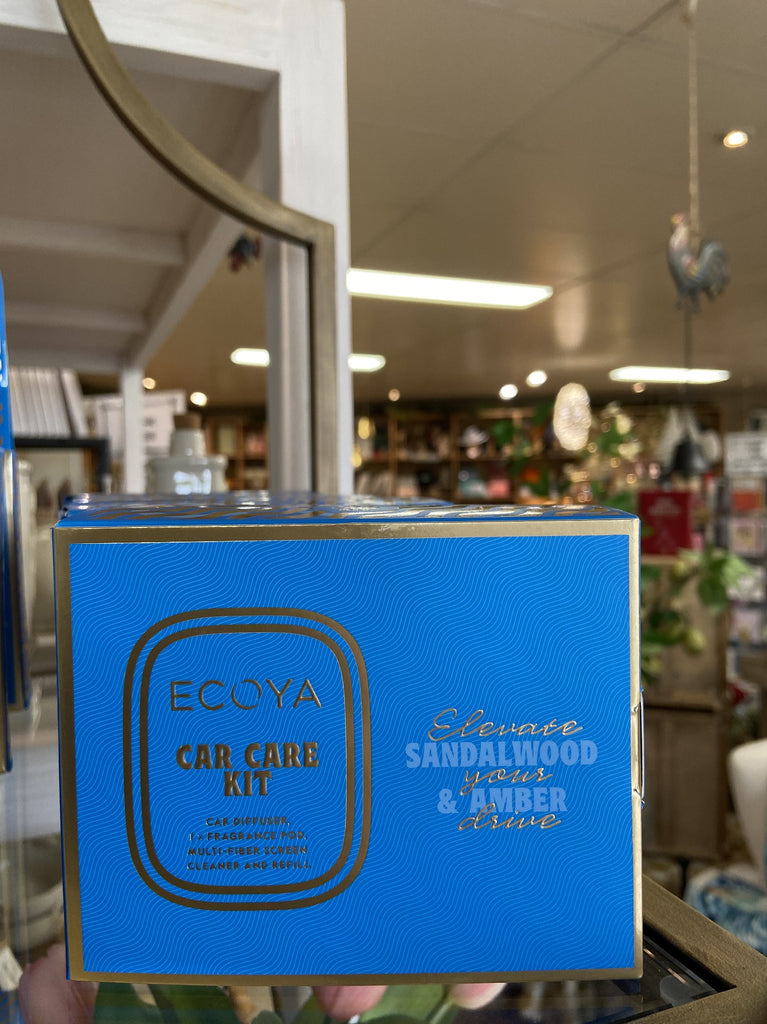 ECOYA
CAR CARE
KIT
CAR DIFFUSER,
1 x FRAGRANCE POD,
MULTI-FIBER SCREEN
CLEANER AND REFILL.
Elevate
SANDALWOOD
your
& AMBER
drive